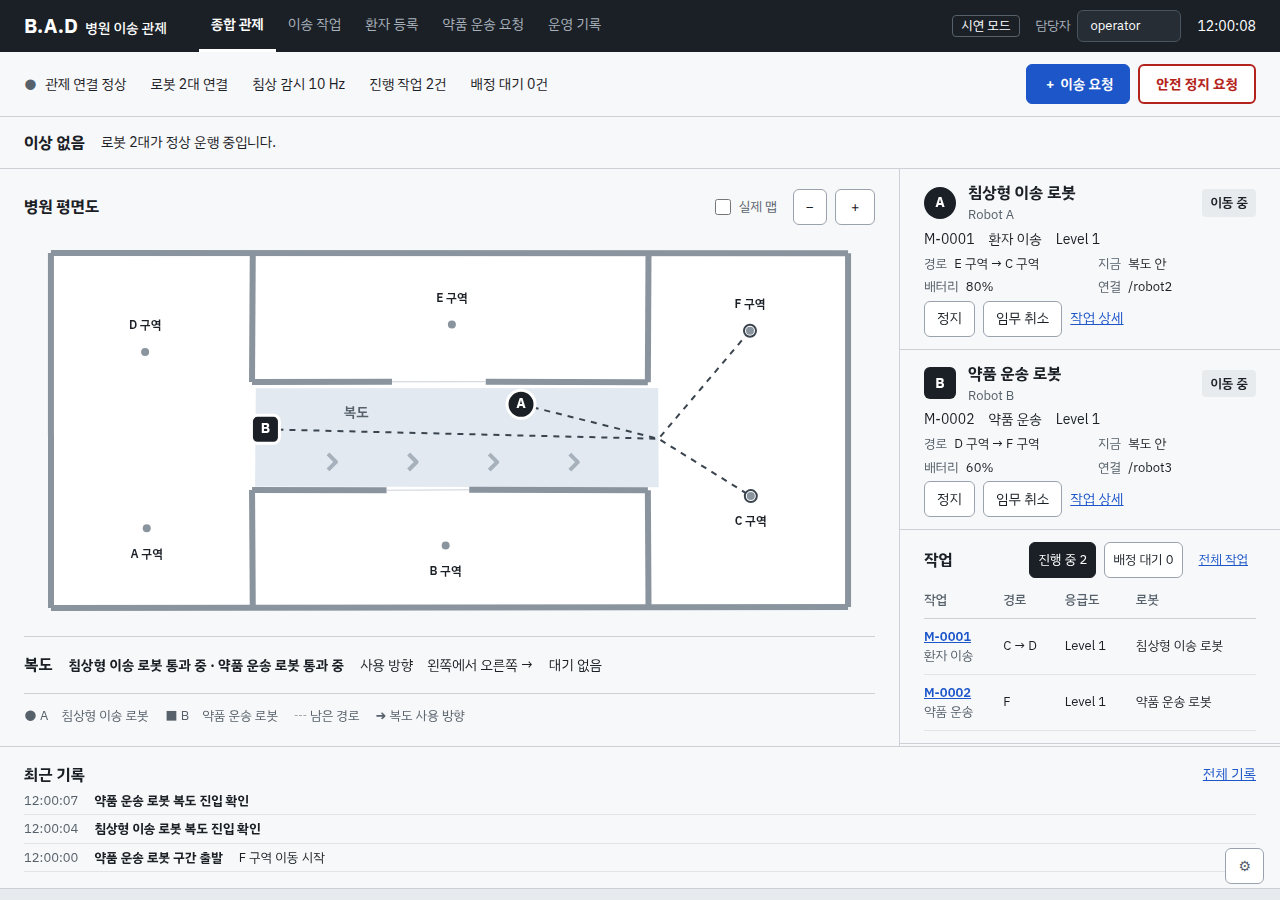 B.A.D 병원 이송 관제 종합 관제 이송 작업 환자 등록 약품 운송 요청 운영 기록 시연 모드 담당자 operator 12:00:08
관제 연결 정상 로봇 2대 연결 침상 감시 10 Hz 진행 작업 2건 배정 대기 0건 + 이송 요청 안전 정지 요청
이상 없음 로봇 2대가 정상 운행 중입니다.
병원 평면도 실제 맵 − +
E 구역
F 구역
D 구역
복도
A
B
C 구역
A 구역
B 구역
복도 침상형 이송 로봇 통과 중 · 약품 운송 로봇 통과 중 사용 방향 왼쪽에서 오른쪽 → 대기 없음
● A 침상형 이송 로봇 ■ B 약품 운송 로봇 --- 남은 경로 ➔ 복도 사용 방향
A 침상형 이송 로봇 이동 중
Robot A
M-0001 환자 이송 Level 1
경로 E 구역 → C 구역 지금 복도 안
배터리 80% 연결 /robot2
정지 임무 취소 작업 상세
B 약품 운송 로봇 이동 중
Robot B
M-0002 약품 운송 Level 1
경로 D 구역 → F 구역 지금 복도 안
배터리 60% 연결 /robot3
정지 임무 취소 작업 상세
작업 진행 중 2 배정 대기 0 전체 작업
작업 경로 응급도 로봇
M-0001 환자 이송 C → D Level 1 침상형 이송 로봇
M-0002 약품 운송 F Level 1 약품 운송 로봇
최근 기록 전체 기록
12:00:07 약품 운송 로봇 복도 진입 확인
12:00:04 침상형 이송 로봇 복도 진입 확인
12:00:00 약품 운송 로봇 구간 출발 F 구역 이동 시작